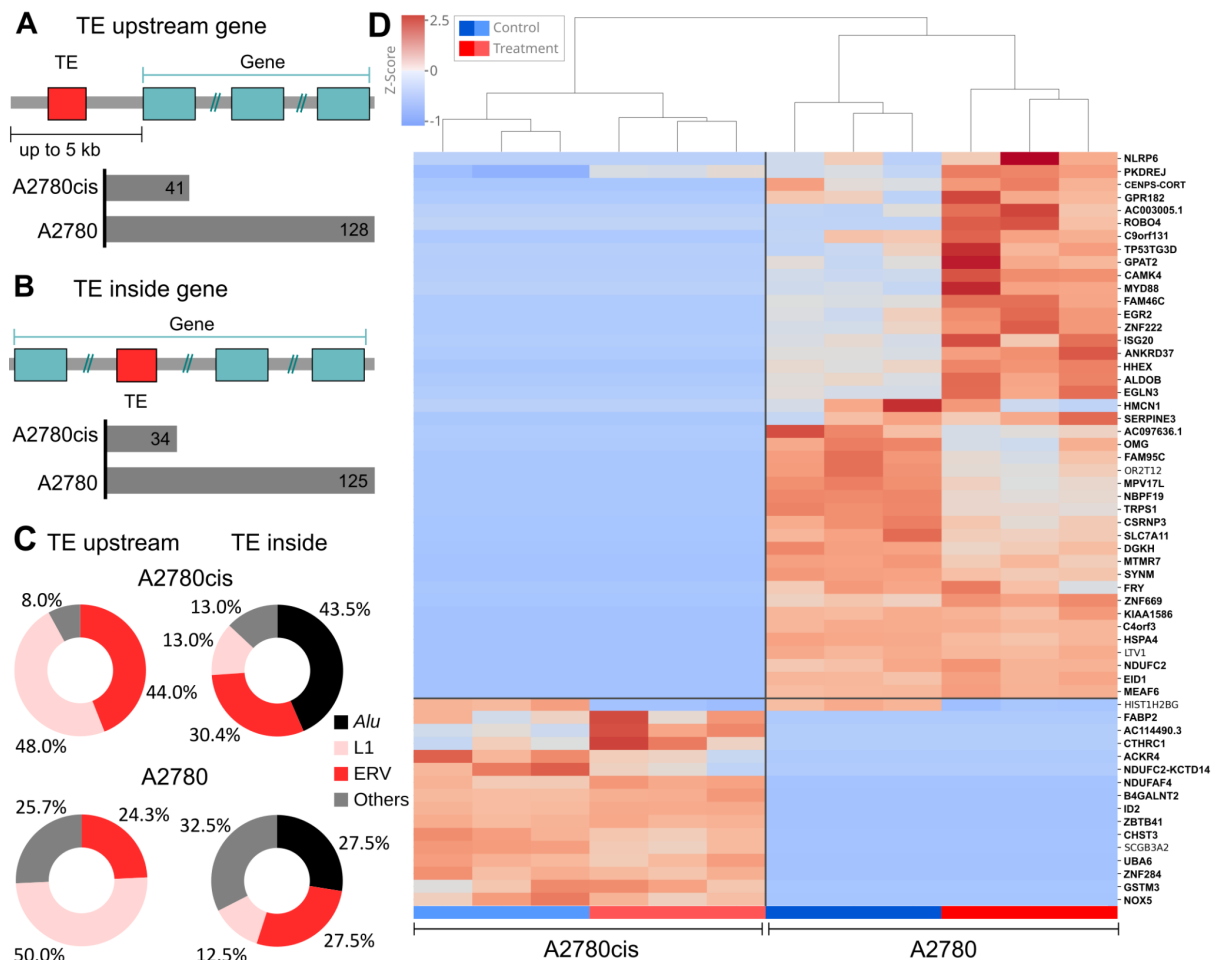 A
TE upstream gene
TE
Gene
up to 5 kb
A2780cis
41
A2780
128
B
TE inside gene
Gene
TE
A2780cis
34
A2780
125
C
TE upstream
TE inside
A2780cis
8.0%
44.0%
48.0%
13.0%
43.5%
13.0%
30.4%
Alu
L1
ERV
Others
A2780
25.7%
24.3%
50.0%
32.5%
27.5%
12.5%
27.5%
D
2.5
0
-1
Z-Score
Control
Treatment
NLRP6
PKDREJ
CENPS-CORT
GPR182
AC003005.1
ROBO4
C9orf131
TP53TG3D
GPAT2
CAMK4
MYD88
FAM46C
EGR2
ZNF222
ISG20
ANKRD37
HHEX
ALDOB
EGLN3
HMCN1
SERPINE3
AC097636.1
OMG
FAM95C
OR2T12
MPV17L
NBPF19
TRPS1
CSRNP3
SLC7A11
DGKH
MTMR7
SYNM
FRY
ZNF669
KIAA1586
C4orf3
HSPA4
LTV1
NDUFC2
EID1
MEAF6
HIST1H2BG
FABP2
AC114490.3
CTHRC1
ACKR4
NDUFC2-KCTD14
NDUFAF4
B4GALNT2
ID2
ZBTB41
CHST3
SCGB3A2
UBA6
ZNF284
GSTM3
NOX5
A2780cis
A2780